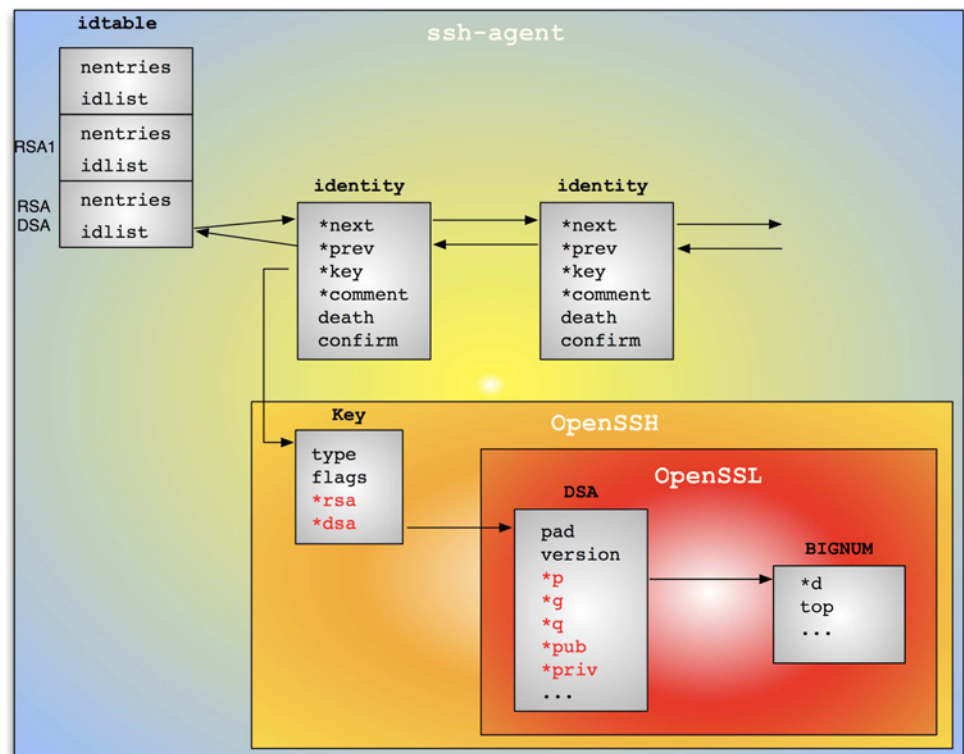 idtable
ssh-agent
nentries
idlist
RSA1
nentries
idlist
RSA
DSA
nentries
idlist
identity
*next
*prev
*key
*comment
death
confirm
identity
*next
*prev
*key
*comment
death
confirm
OpenSSH
Key
type
flags
*rsa
*dsa
OpenSSL
DSA
pad
version
*p
*g
*q
*pub
*priv
...
BIGNUM
*d
top
...